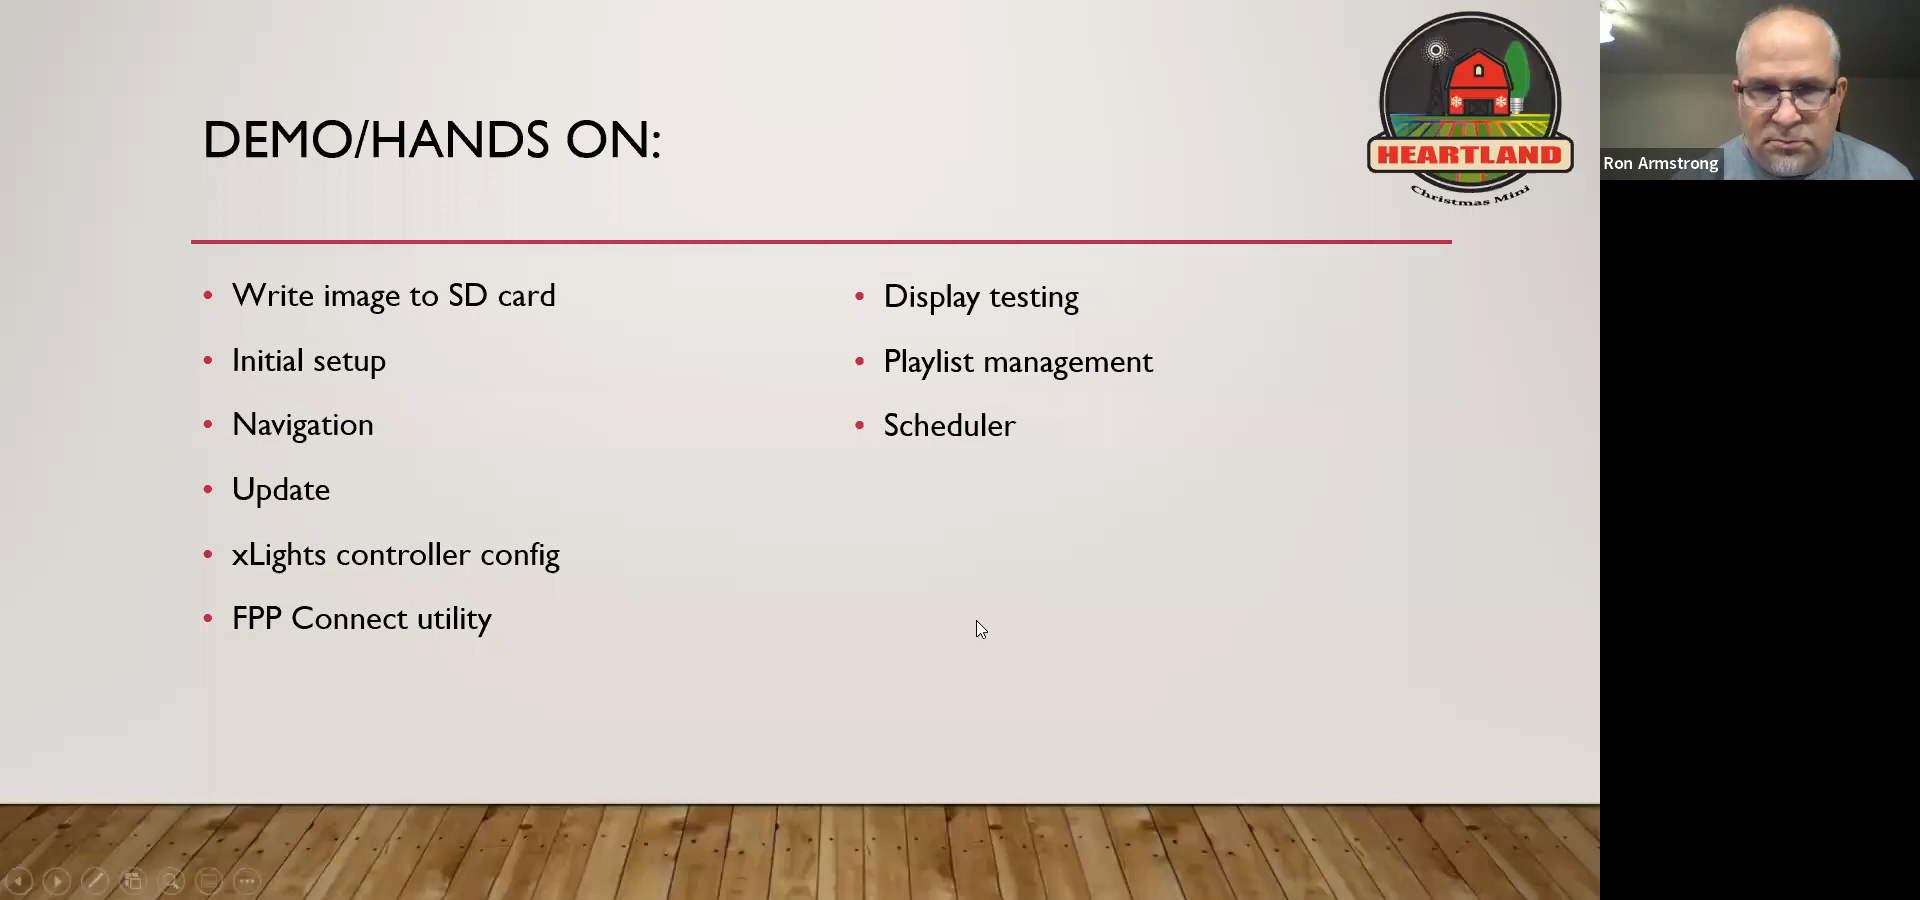 DEMO/HANDS ON:
HEARTLAND
Christmas Mini
Ron Armstrong
• Write image to SD card
• Initial setup
• Navigation
• Update
• xLights controller config
• FPP Connect utility
• Display testing
• Playlist management
• Scheduler